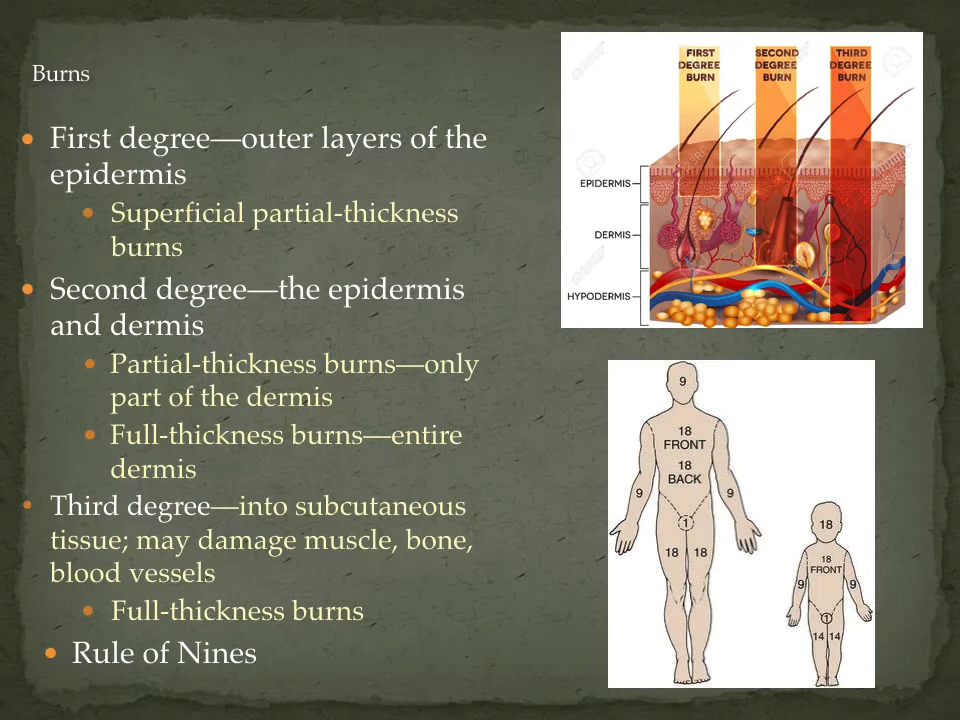 Burns
First degree—outer layers of the
epidermis
Superficial partial-thickness
burns
Second degree—the epidermis
and dermis
Partial-thickness burns—only
part of the dermis
Full-thickness burns—entire
dermis
Third degree—into subcutaneous
tissue; may damage muscle, bone,
blood vessels
Full-thickness burns
Rule of Nines
FIRST
DEGREE
BURN
SECOND
DEGREE
BURN
THIRD
DEGREE
BURN
EPIDERMIS
DERMIS
HYPODERMIS
9
18
FRONT
18
BACK
9
9
1
18
18
18
18
FRONT
9
9
1
14
14